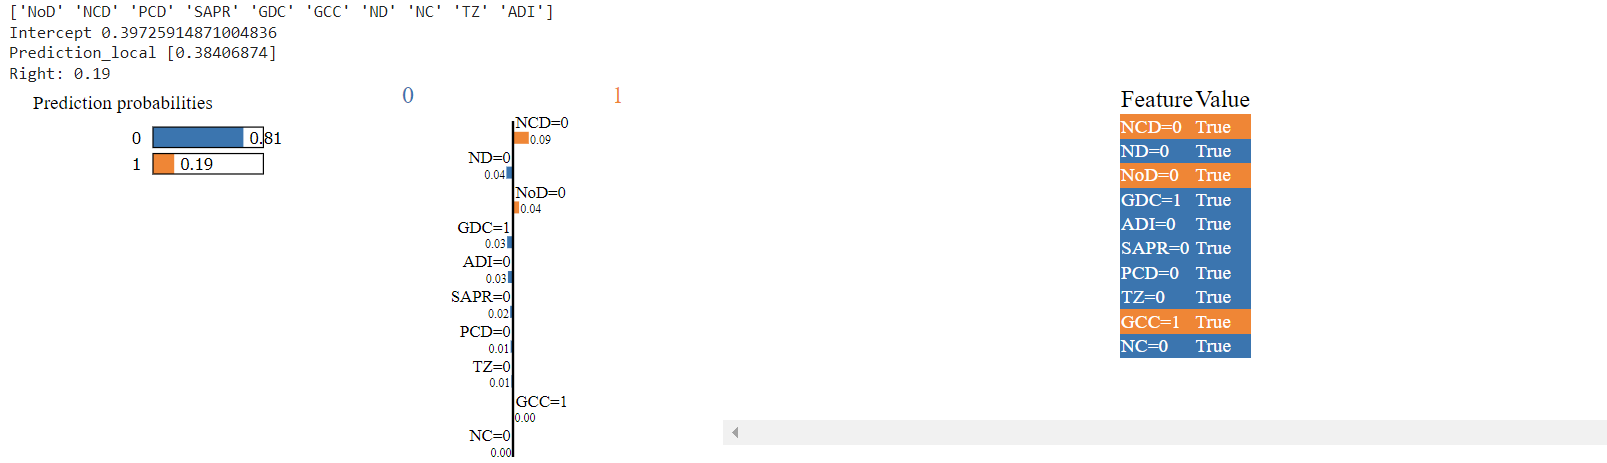 ['NoD' 'NCD' 'PCD' 'SAPR' 'GDC' 'GCC' 'ND' 'NC' 'TZ' 'ADI']
Intercept 0.39725914871004836
Prediction_local [0.38406874]
Right: 0.19
Prediction probabilities
0 0.81
1 0.19
0 1
NCD=0
0.09
ND=0
0.04
NoD=0
0.04
GDC=1
0.03
ADI=0
0.03
SAPR=0
0.02
PCD=0
0.01
TZ=0
0.01
GCC=1
0.00
NC=0
0.00
Feature Value
NCD=0 True
ND=0 True
NoD=0 True
GDC=1 True
ADI=0 True
SAPR=0 True
PCD=0 True
TZ=0 True
GCC=1 True
NC=0 True